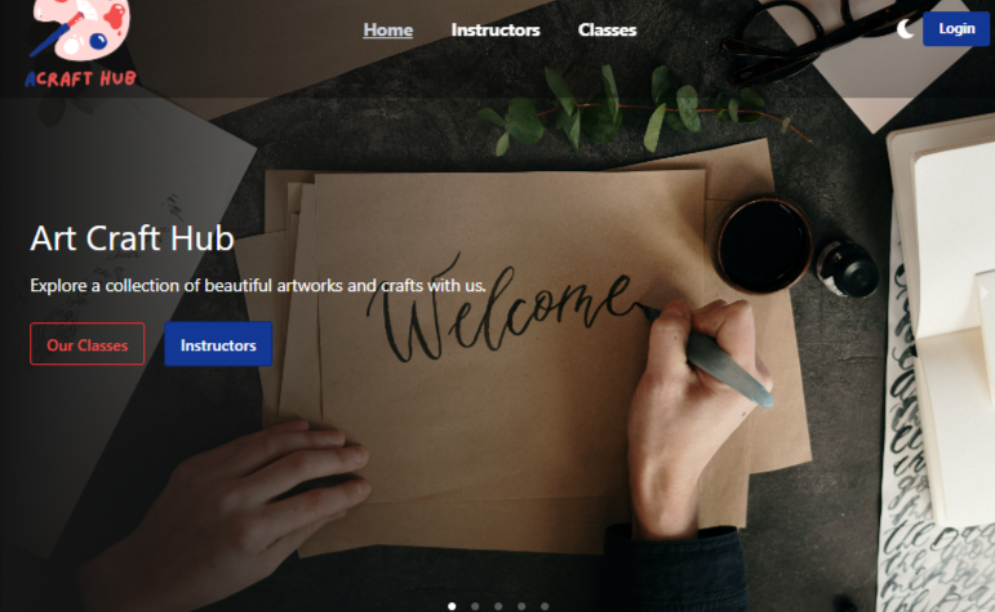 ACRAFT HUB
Home Instructors Classes
Login
Art Craft Hub
Explore a collection of beautiful artworks and crafts with us.
Our Classes Instructors
Welcome